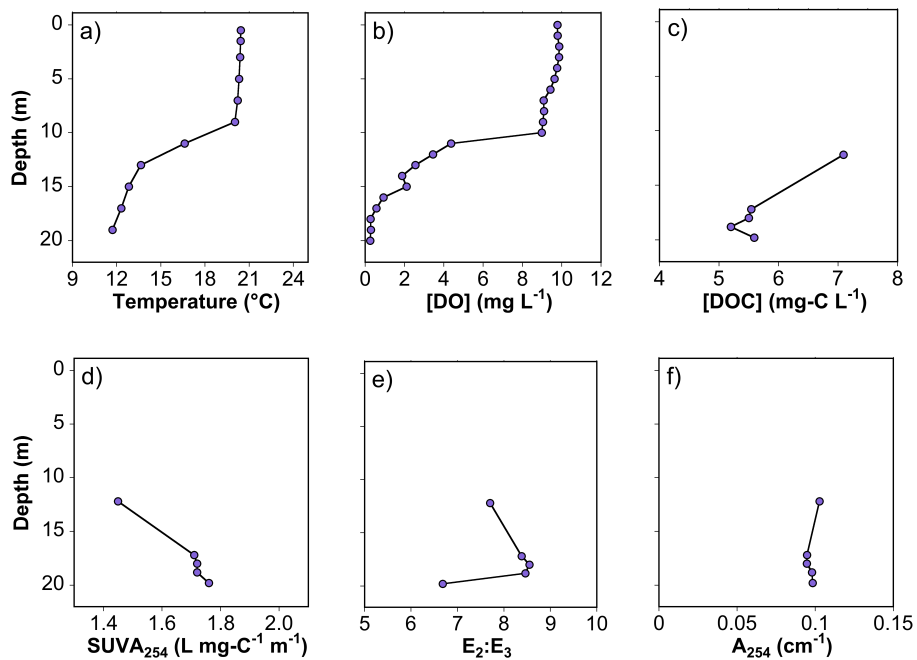 a)
b)
c)
Depth (m)
0
5
10
15
20
9 12 15 18 21 24
0 2 4 6 8 10 12
4 5 6 7 8
Temperature (°C)
[DO] (mg L⁻¹)
[DOC] (mg-C L⁻¹)
d)
e)
f)
Depth (m)
0
5
10
15
20
1.4 1.6 1.8 2.0
5 6 7 8 9 10
0 0.05 0.1 0.15
SUVA₂₅₄ (L mg-C⁻¹ m⁻¹)
E₂:E₃
A₂₅₄ (cm⁻¹)